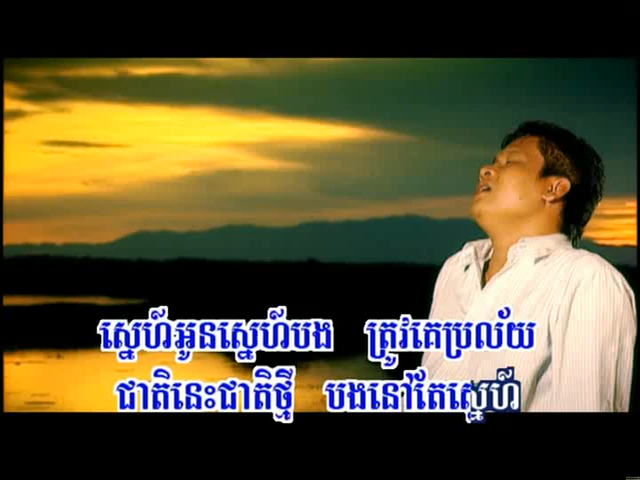 ស្នេហ៍អូនស្នេហ៍បង ត្រូវគេប្រល័យ
ជាតិនេះជាតិថ្មី បងនៅតែស្នេហ៍